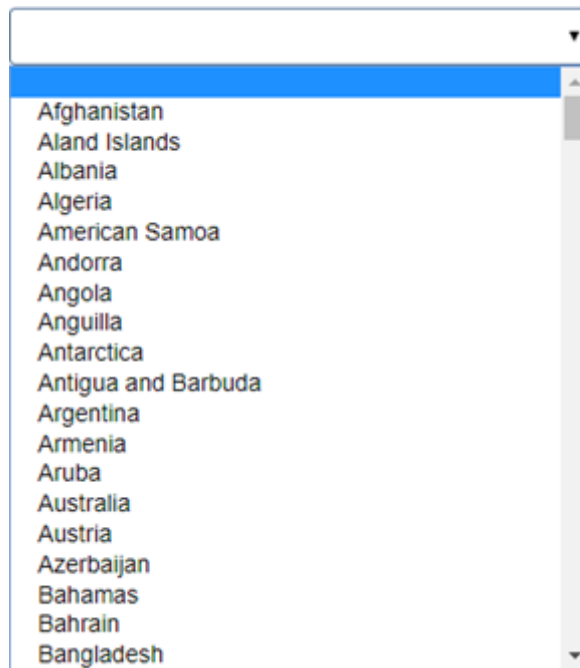 Afghanistan
Aland Islands
Albania
Algeria
American Samoa
Andorra
Angola
Anguilla
Antarctica
Antigua and Barbuda
Argentina
Armenia
Aruba
Australia
Austria
Azerbaijan
Bahamas
Bahrain
Bangladesh